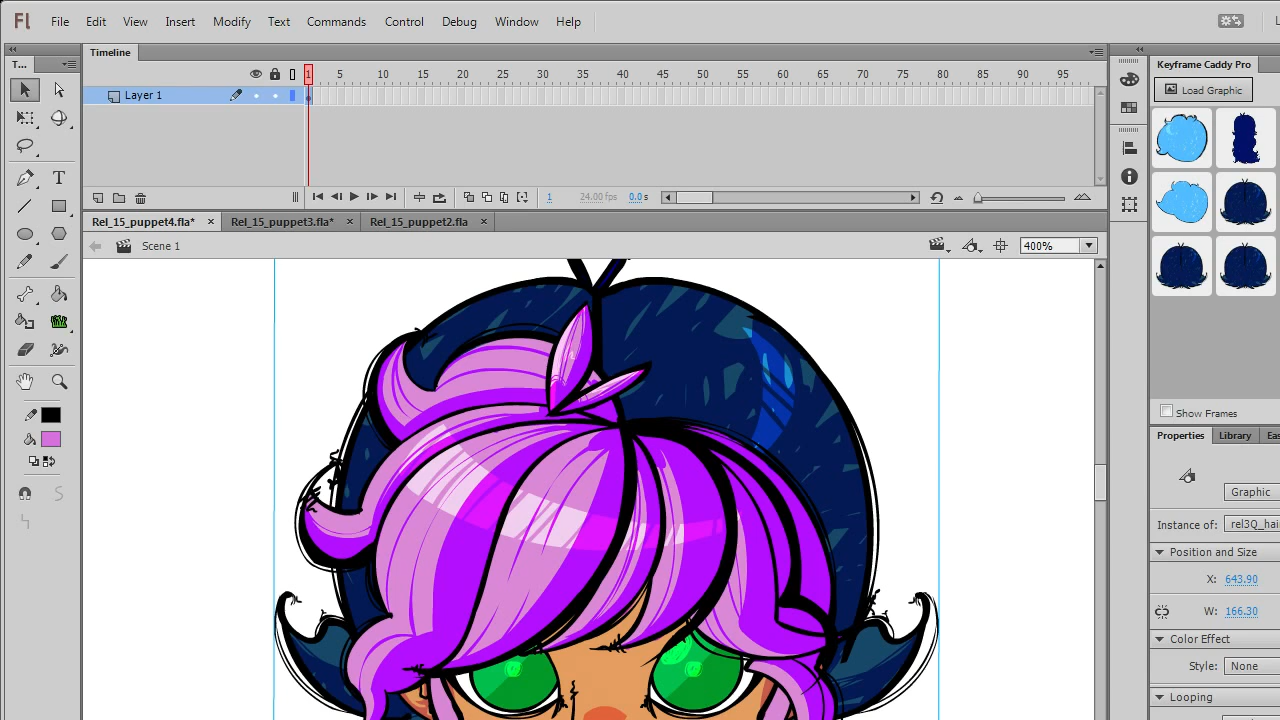 Fl File Edit View Insert Modify Text Commands Control Debug Window Help
T... Timeline
1 5 10 15 20 25 30 35 40 45 50 55 60 65 70 75 80 85 90 95
Layer 1
1 24.00 fps 0.0 s
Rel_15_puppet4.fla* × Rel_15_puppet3.fla* × Rel_15_puppet2.fla ×
Scene 1 400%
Keyframe Caddy Pro
Load Graphic
Show Frames
Properties Library Eas
Graphic
Instance of: rel3Q_hai
Position and Size
X: 643.90
W: 166.30
Color Effect
Style: None
Looping